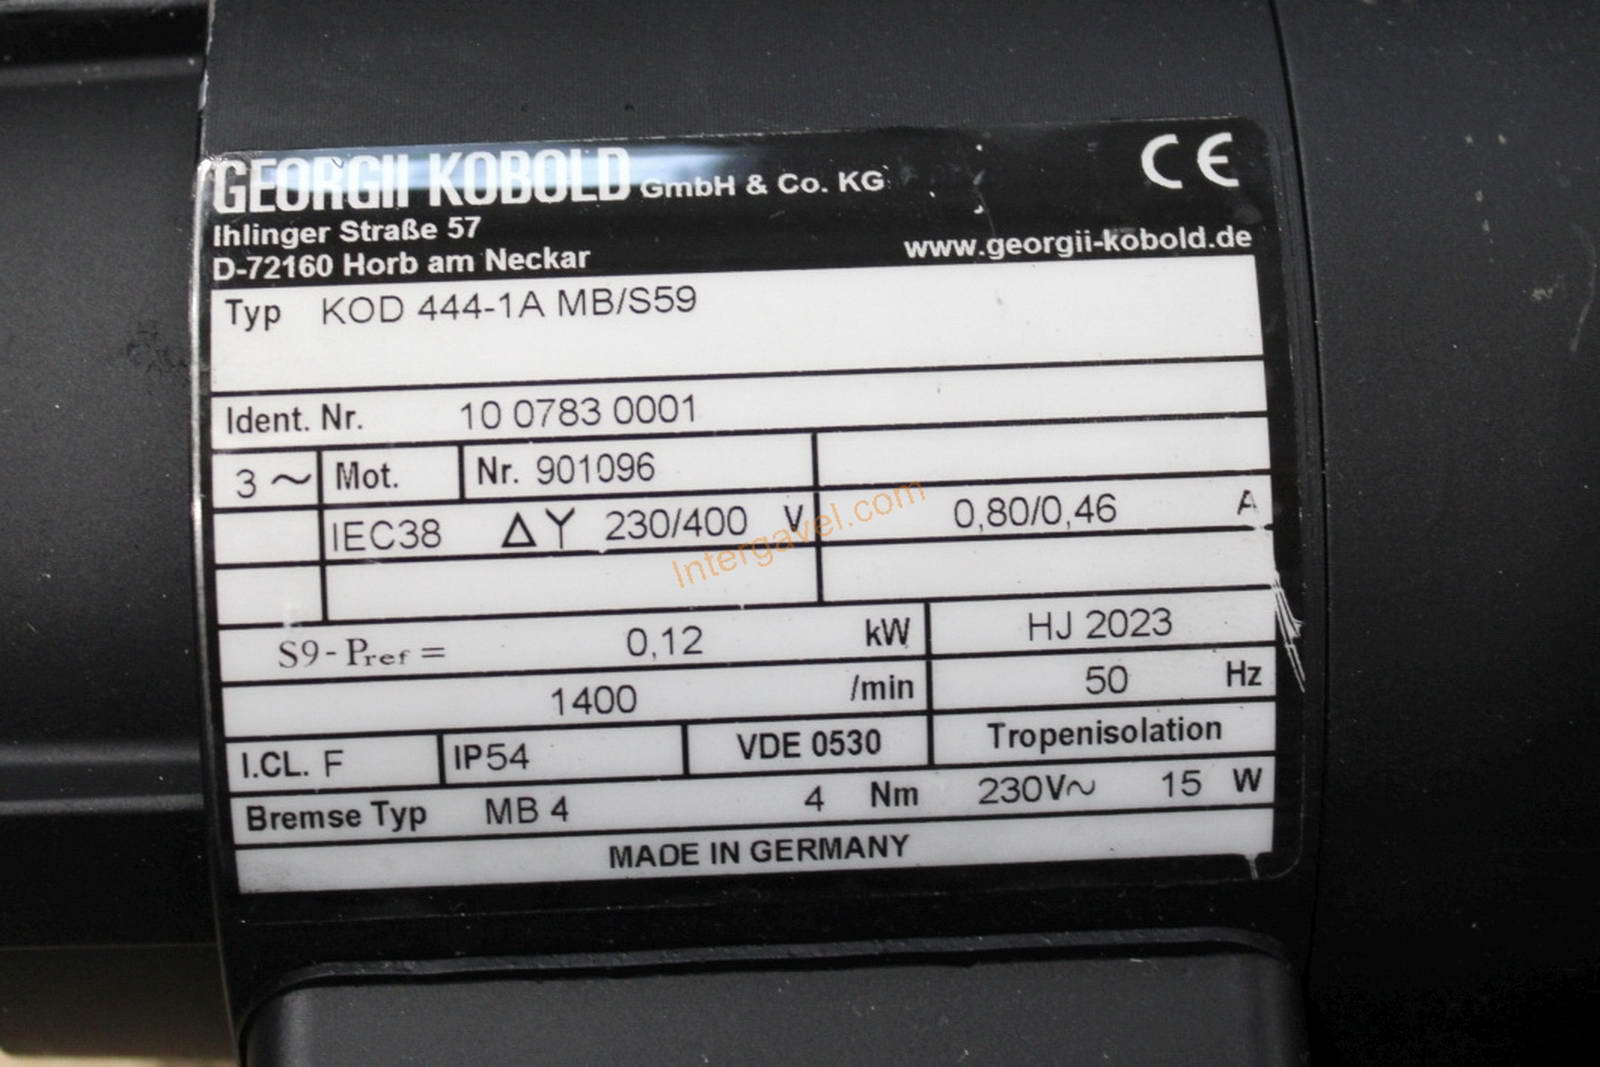 GEORGII KOBOLD GmbH & Co. KG CE
Ihlinger Straße 57
D-72160 Horb am Neckar www.georgii-kobold.de
Typ KOD 444-1A MB/S59
Ident. Nr. 10 0783 0001
3 ~ Mot. Nr. 901096
IEC38 Δ Y 230/400 V 0,80/0,46 A
Intergavel.com
S9-Pref = 0,12 kW HJ 2023
1400 /min 50 Hz
I.CL. F IP54 VDE 0530 Tropenisolation
Bremse Typ MB 4 4 Nm 230V~ 15 W
MADE IN GERMANY